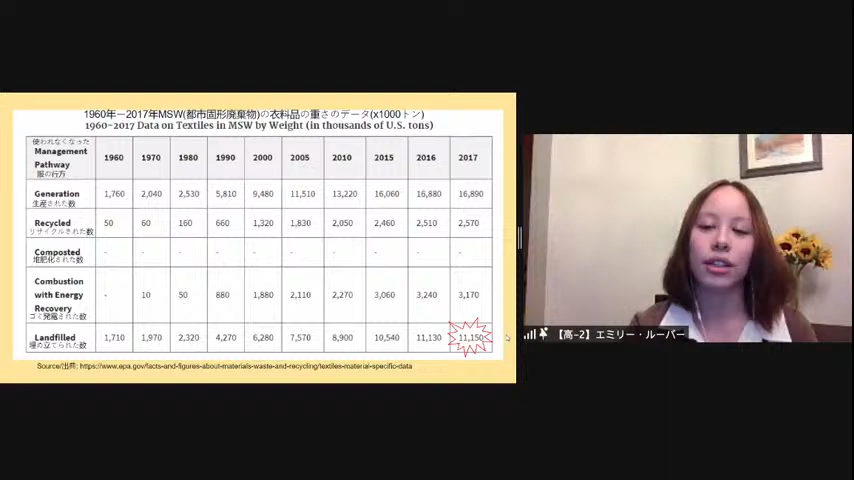 1960年ー2017年MSW(都市固形廃棄物)の衣料品の重さのデータ(x1000トン)
1960-2017 Data on Textiles in MSW by Weight (in thousands of U.S. tons)
使われなくなった
Management
Pathway
服の行方
1960 1970 1980 1990 2000 2005 2010 2015 2016 2017
Generation
生産された数
1,760 2,040 2,530 5,810 9,480 11,510 13,220 16,060 16,880 16,890
Recycled
リサイクルされた数
50 60 160 660 1,320 1,830 2,050 2,460 2,510 2,570
Composted
堆肥化された数
- - - - - - - - - -
Combustion
with Energy
Recovery
ゴミ発電された数
- 10 50 880 1,880 2,110 2,270 3,060 3,240 3,170
Landfilled
埋め立てられた数
1,710 1,970 2,320 4,270 6,280 7,570 8,900 10,540 11,130 11,150
Source/出典: https://www.epa.gov/facts-and-figures-about-materials-waste-and-recycling/textiles-material-specific-data
【高-2】エミリー・ルーバー